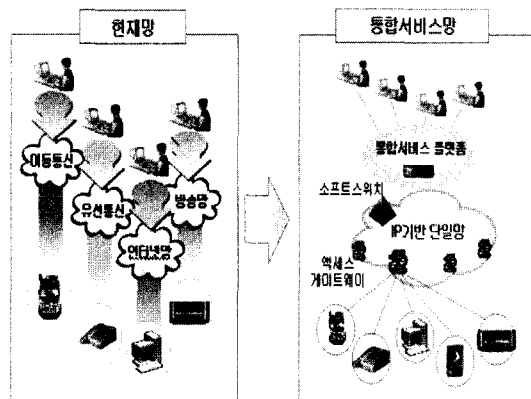 현재망
이동통신
유선통신
방송망
인터넷망
통합서비스망
통합서비스 플랫폼
소프트스위치
IP기반 단일망
액세스
게이트웨이